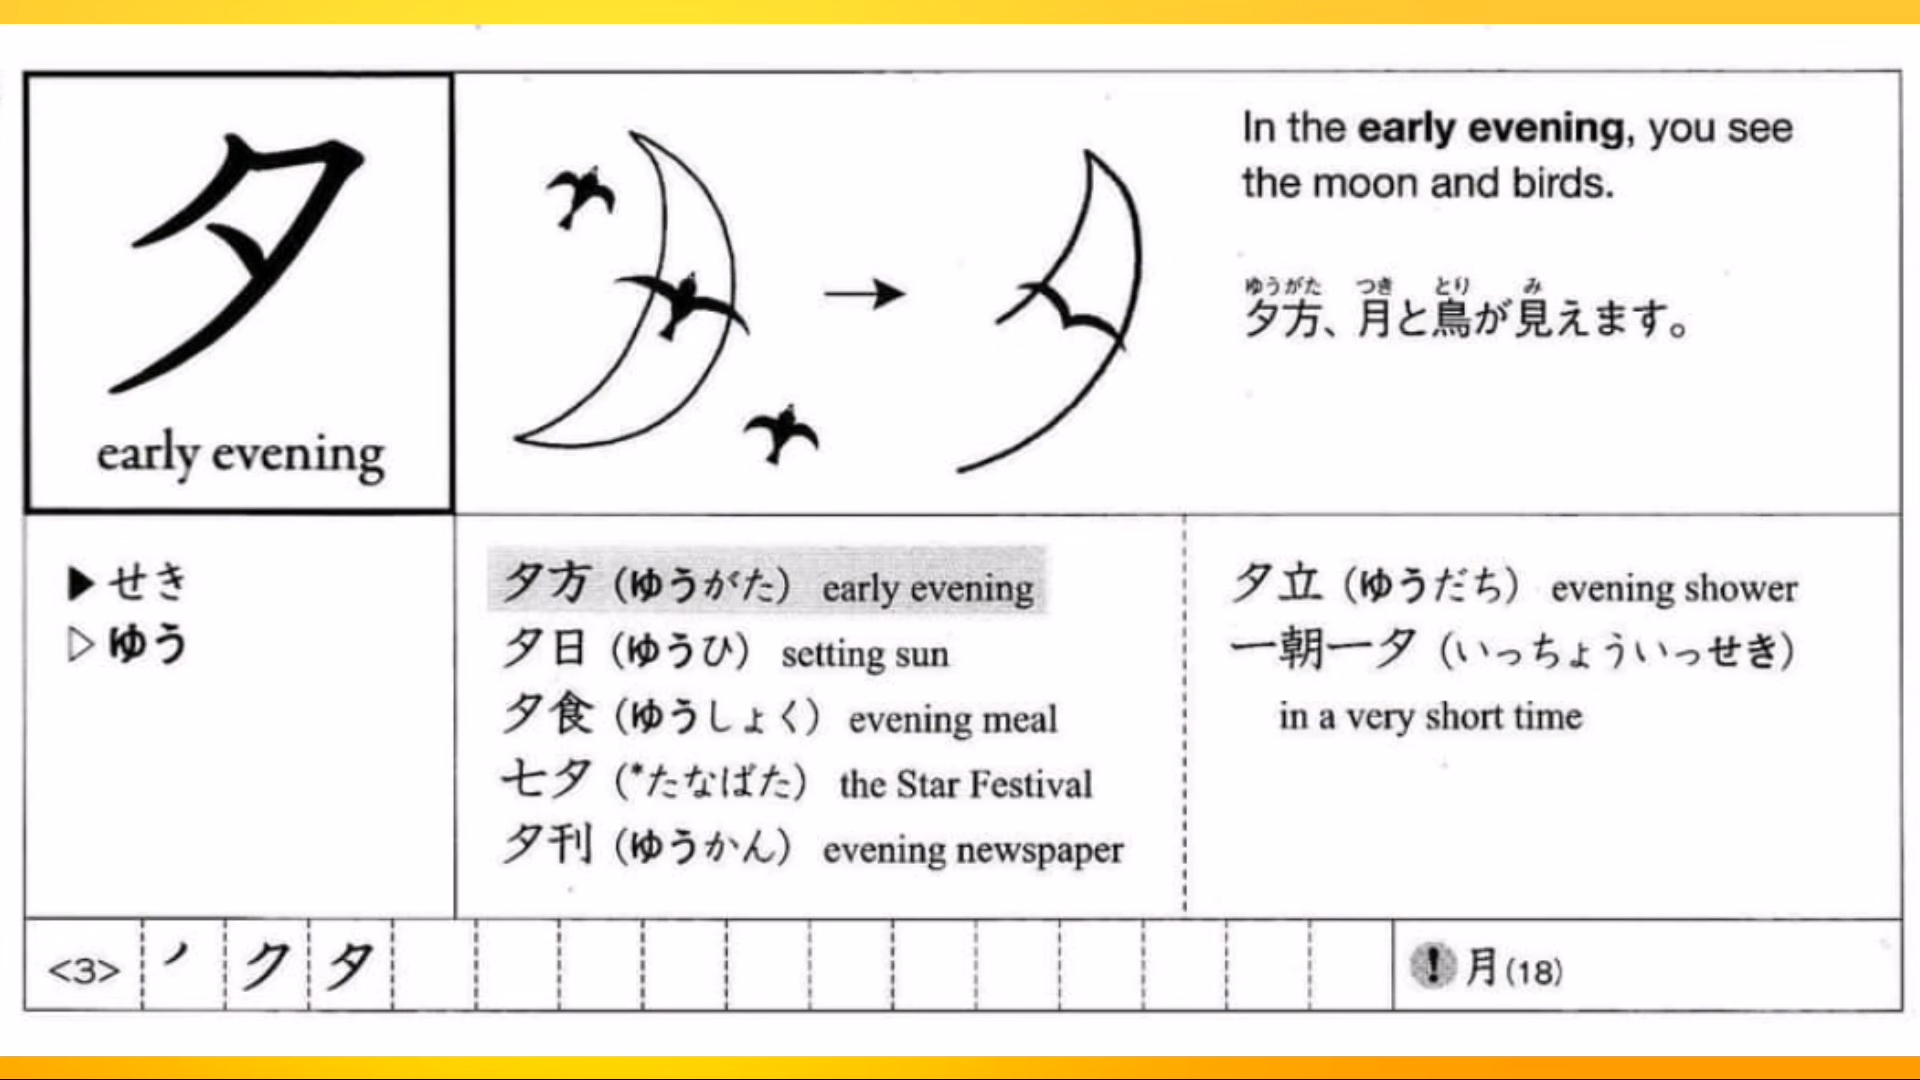 夕
early evening
In the early evening, you see
the moon and birds.
ゆうがた つき とり み
夕方、月と鳥が見えます。
▶せき
▷ゆう
夕方（ゆうがた） early evening
夕日（ゆうひ） setting sun
夕食（ゆうしょく） evening meal
七夕（*たなばた） the Star Festival
夕刊（ゆうかん） evening newspaper
夕立（ゆうだち） evening shower
一朝一夕（いっちょういっせき）
in a very short time
<3> ノ ク 夕
! 月(18)